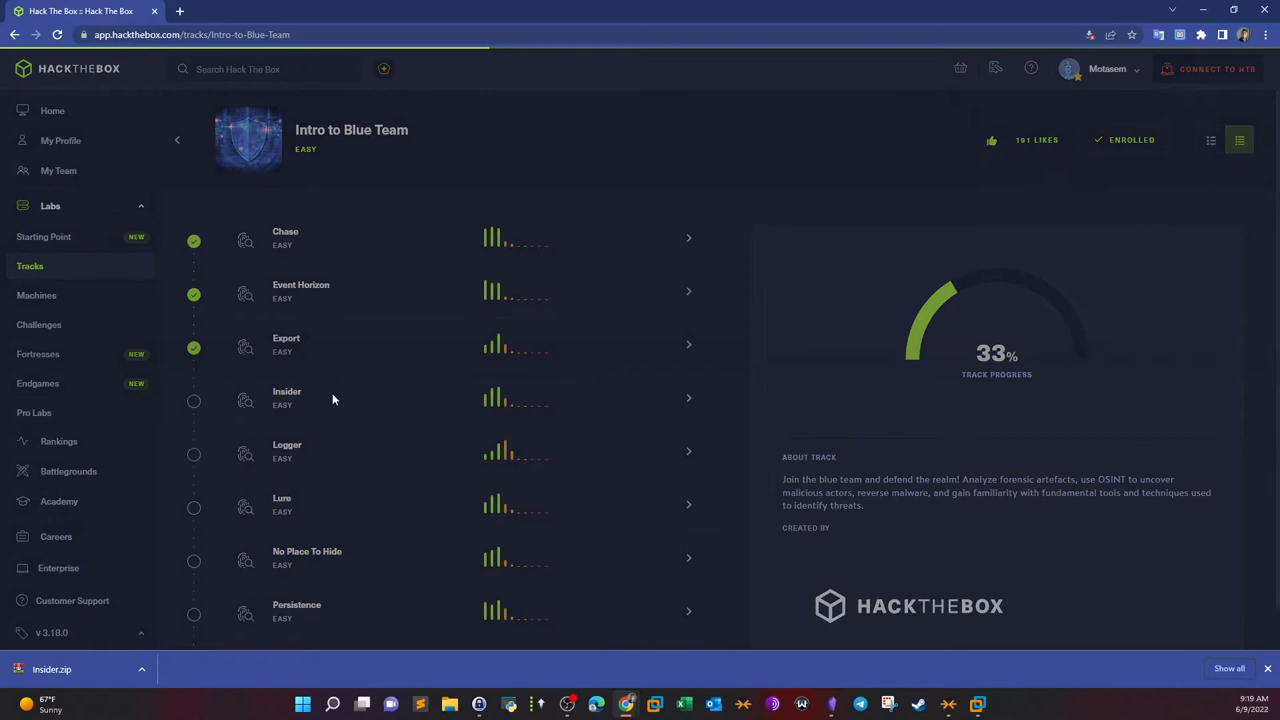 Hack The Box :: Hack The Box
app.hackthebox.com/tracks/Intro-to-Blue-Team
HACKTHEBOX
Search Hack The Box
Motasem
CONNECT TO HTB
Home
My Profile
My Team
Labs
Starting Point NEW
Tracks
Machines
Challenges
Fortresses NEW
Endgames NEW
Pro Labs
Rankings
Battlegrounds
Academy
Careers
Enterprise
Customer Support
v 3.18.0
Intro to Blue Team
EASY
191 LIKES
ENROLLED
Chase
EASY
Event Horizon
EASY
Export
EASY
Insider
EASY
Logger
EASY
Lure
EASY
No Place To Hide
EASY
Persistence
EASY
33%
TRACK PROGRESS
ABOUT TRACK
Join the blue team and defend the realm! Analyze forensic artefacts, use OSINT to uncover
malicious actors, reverse malware, and gain familiarity with fundamental tools and techniques used
to identify threats.
CREATED BY
HACKTHEBOX
Insider.zip
Show all
67°F
Sunny
9:19 AM
6/9/2022